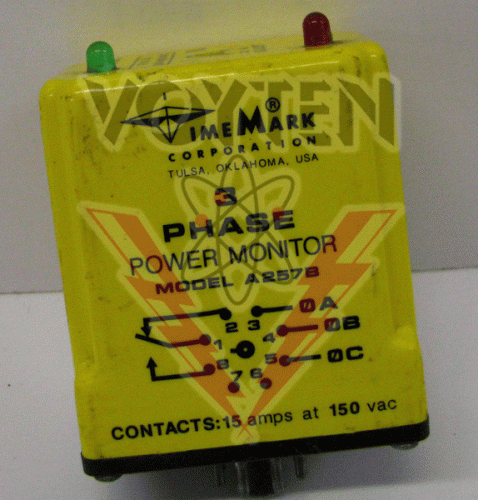 VOYTEN
TIMEMARK®
CORPORATION
TULSA, OKLAHOMA, USA
3
PHASE
POWER MONITOR
MODEL A257B
2 3 ØA
1 4 ØB
8 5 ØC
7 6
CONTACTS: 15 amps at 150 vac